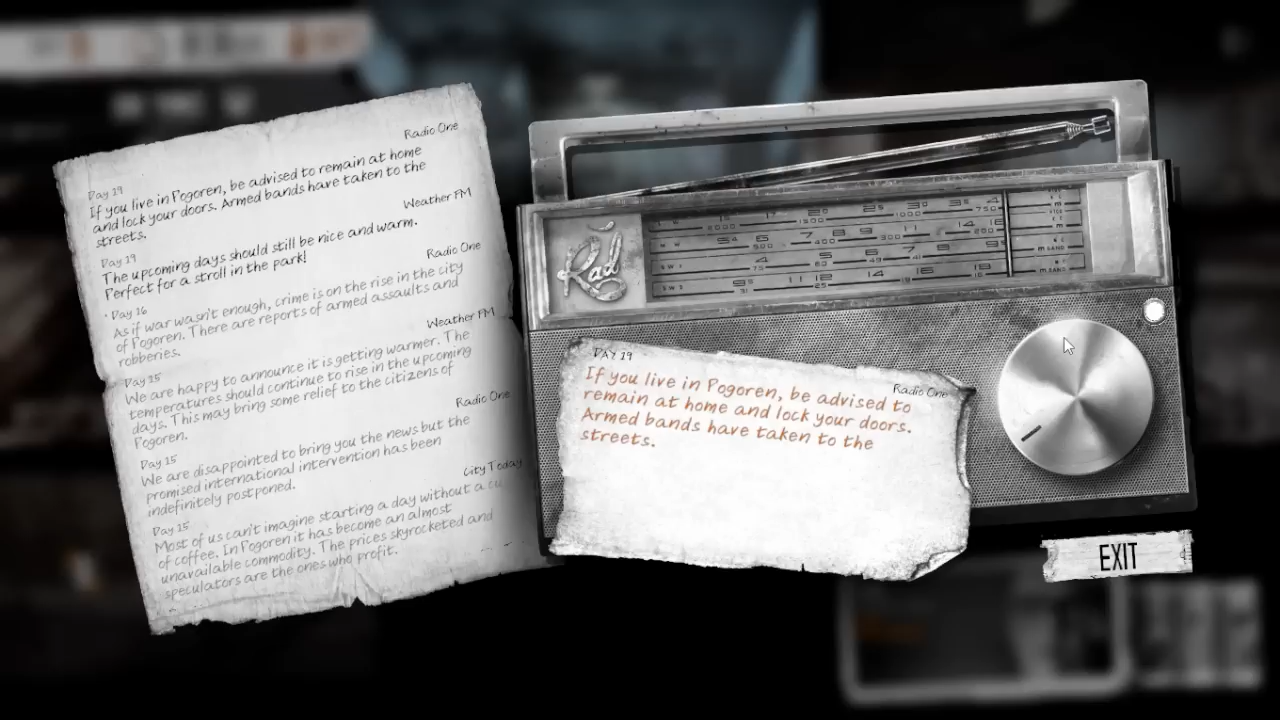 Radio One
Day 19
If you live in Pogoren, be advised to remain at home
and lock your doors. Armed bands have taken to the
streets.
Weather FM
Day 19
The upcoming days should still be nice and warm.
Perfect for a stroll in the park!
Radio One
Day 16
As if war wasn't enough, crime is on the rise in the city
of Pogoren. There are reports of armed assaults and
robberies.
Weather FM
Day 15
We are happy to announce it is getting warmer. The
temperatures should continue to rise in the upcoming
days. This may bring some relief to the citizens of
Pogoren.
Radio One
Day 15
We are disappointed to bring you the news but the
promised international intervention has been
indefinitely postponed.
City Today
Day 15
Most of us can't imagine starting a day without a cu
of coffee. In Pogoren it has become an almost
unavailable commodity. The prices skyrocketed and
speculators are the ones who profit.
Rad
DAY 19
Radio One
If you live in Pogoren, be advised to
remain at home and lock your doors.
Armed bands have taken to the
streets.
EXIT